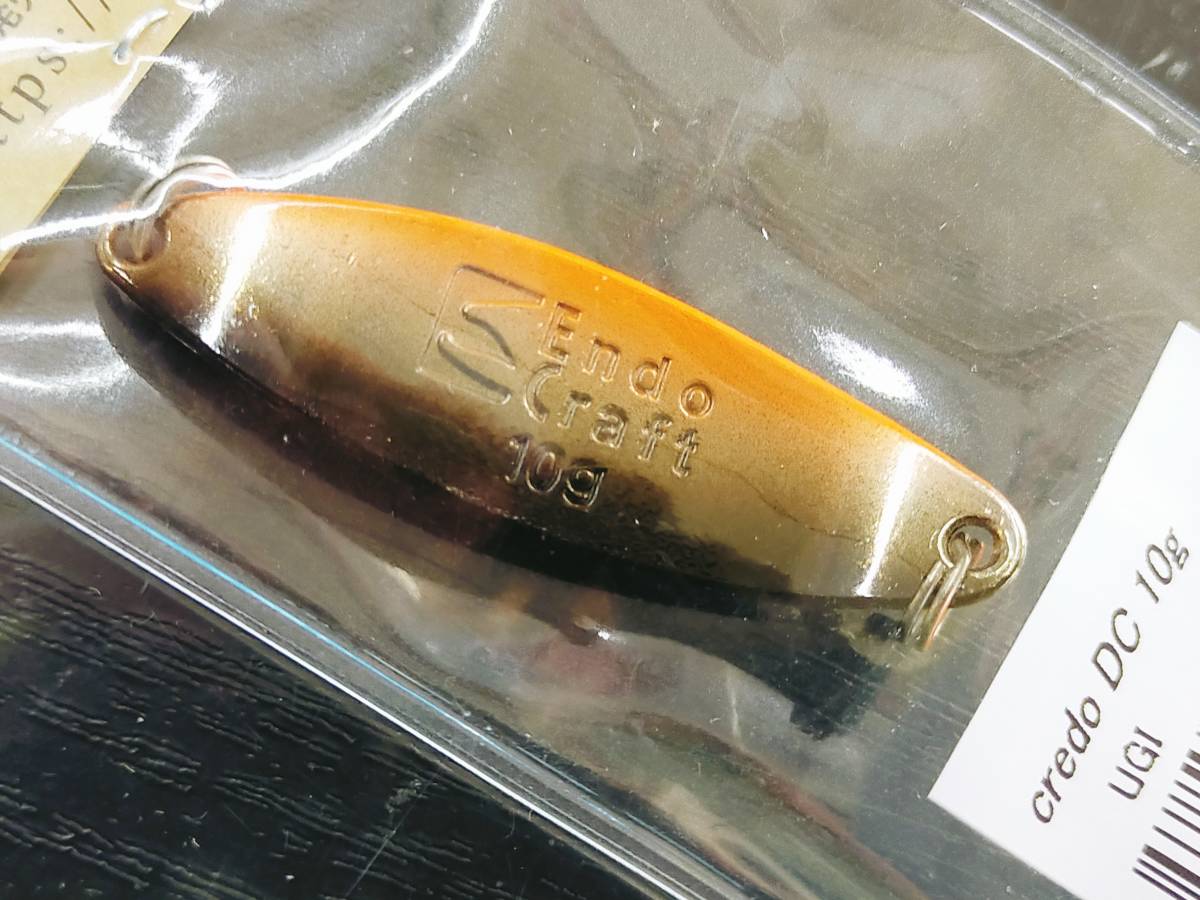 Endo
Craft
10g
credo DC 10g
UGI